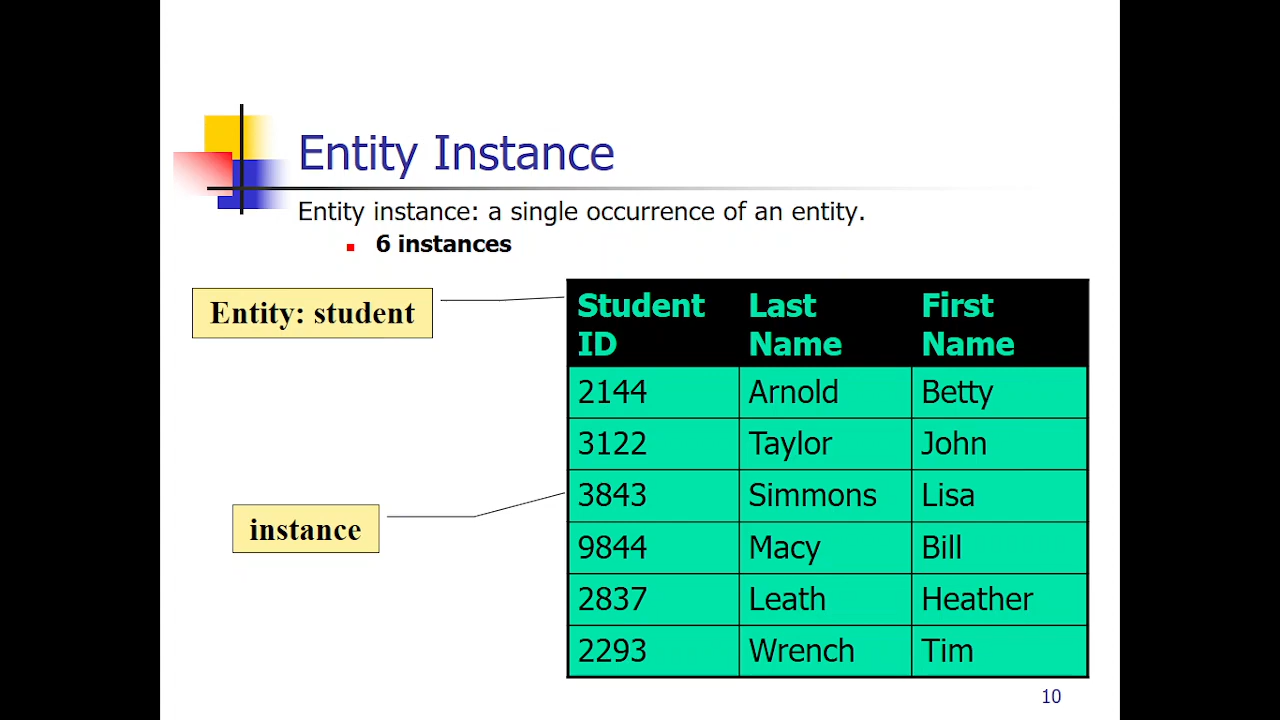 Entity Instance
Entity instance: a single occurrence of an entity.
6 instances
Entity: student
Student ID Last Name First Name
2144 Arnold Betty
3122 Taylor John
3843 Simmons Lisa
instance
9844 Macy Bill
2837 Leath Heather
2293 Wrench Tim
10